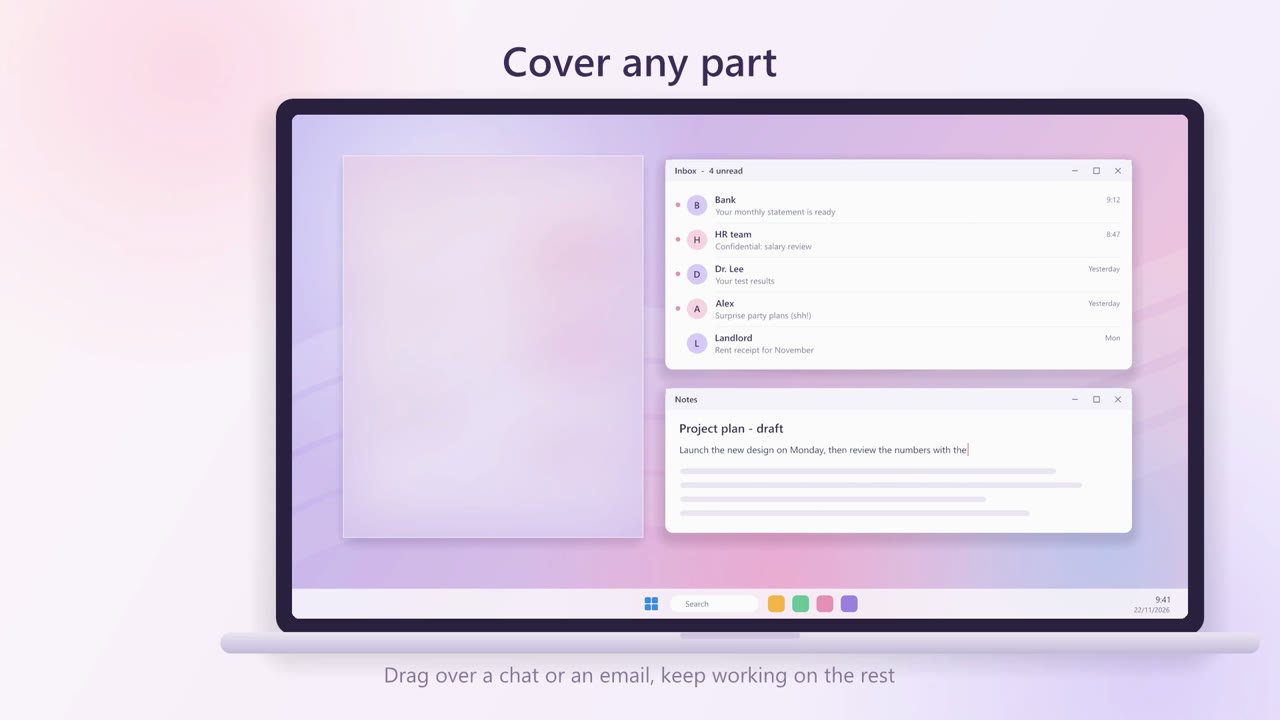 Cover any part
Inbox - 4 unread
B
Bank
9:12
Your monthly statement is ready
H
HR team
8:47
Confidential: salary review
D
Dr. Lee
Yesterday
Your test results
A
Alex
Yesterday
Surprise party plans (shh!)
L
Landlord
Mon
Rent receipt for November
Notes
Project plan - draft
Launch the new design on Monday, then review the numbers with the
Search
9:41
22/11/2026
Drag over a chat or an email, keep working on the rest